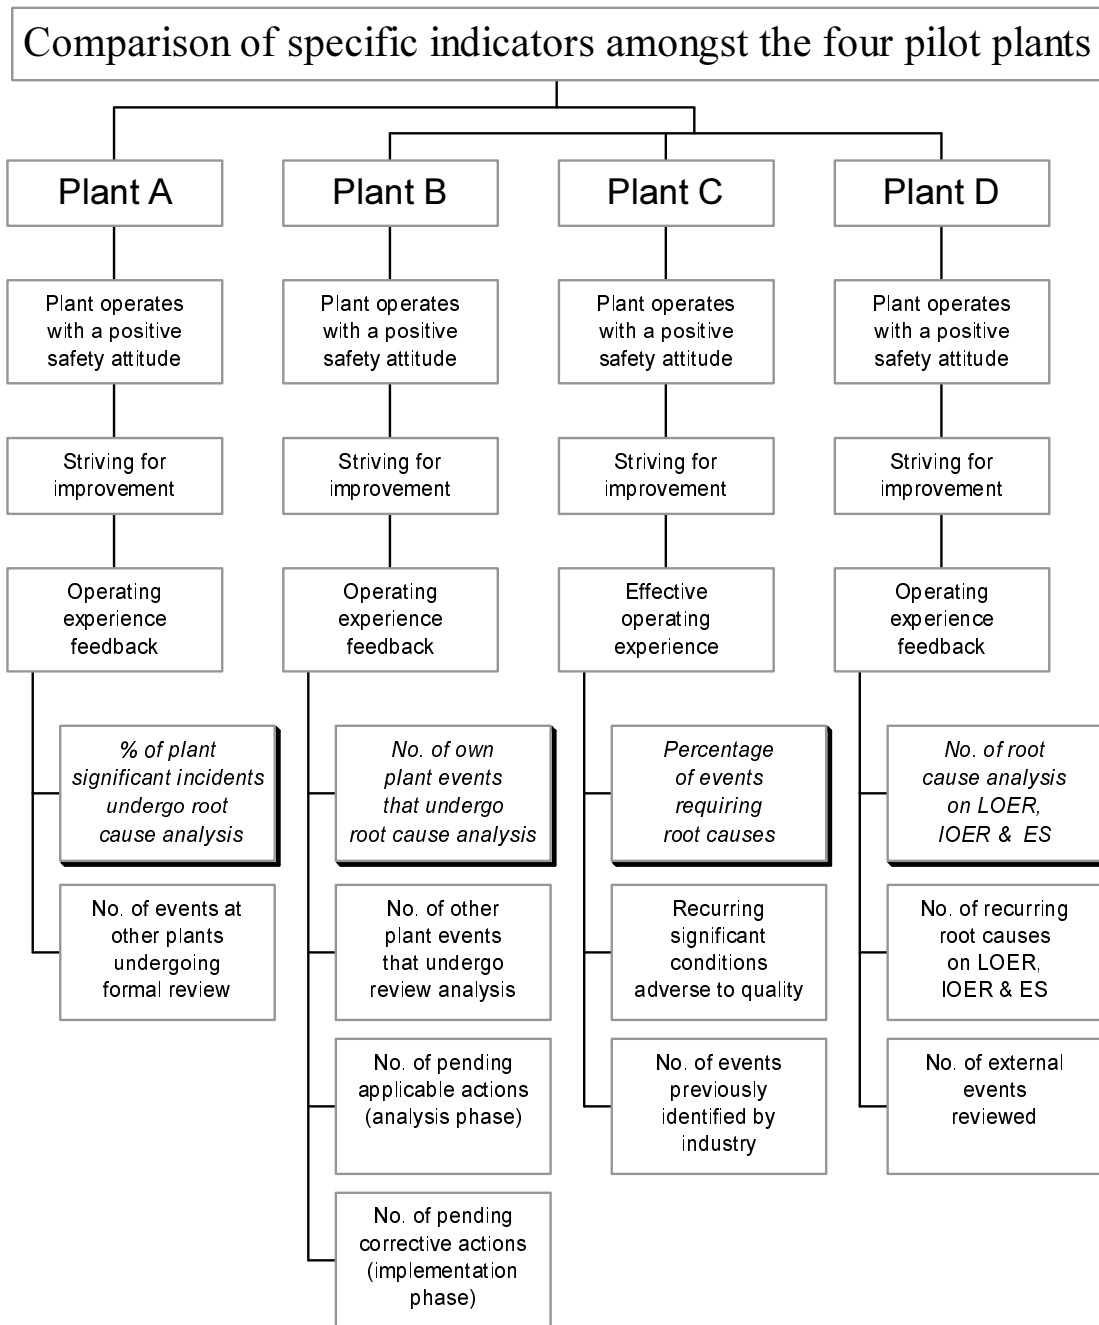 Comparison of specific indicators amongst the four pilot plants
Plant A
Plant B
Plant C
Plant D
Plant operates
with a positive
safety attitude
Plant operates
with a positive
safety attitude
Plant operates
with a positive
safety attitude
Plant operates
with a positive
safety attitude
Striving for
improvement
Striving for
improvement
Striving for
improvement
Striving for
improvement
Operating
experience
feedback
Operating
experience
feedback
Effective
operating
experience
Operating
experience
feedback
% of plant
significant incidents
undergo root
cause analysis
No. of own
plant events
that undergo
root cause analysis
Percentage
of events
requiring
root causes
No. of root
cause analysis
on LOER,
IOER & ES
No. of events at
other plants
undergoing
formal review
No. of other
plant events
that undergo
review analysis
Recurring
significant
conditions
adverse to quality
No. of recurring
root causes
on LOER,
IOER & ES
No. of pending
applicable actions
(analysis phase)
No. of events
previously
identified by
industry
No. of external
events
reviewed
No. of pending
corrective actions
(implementation
phase)